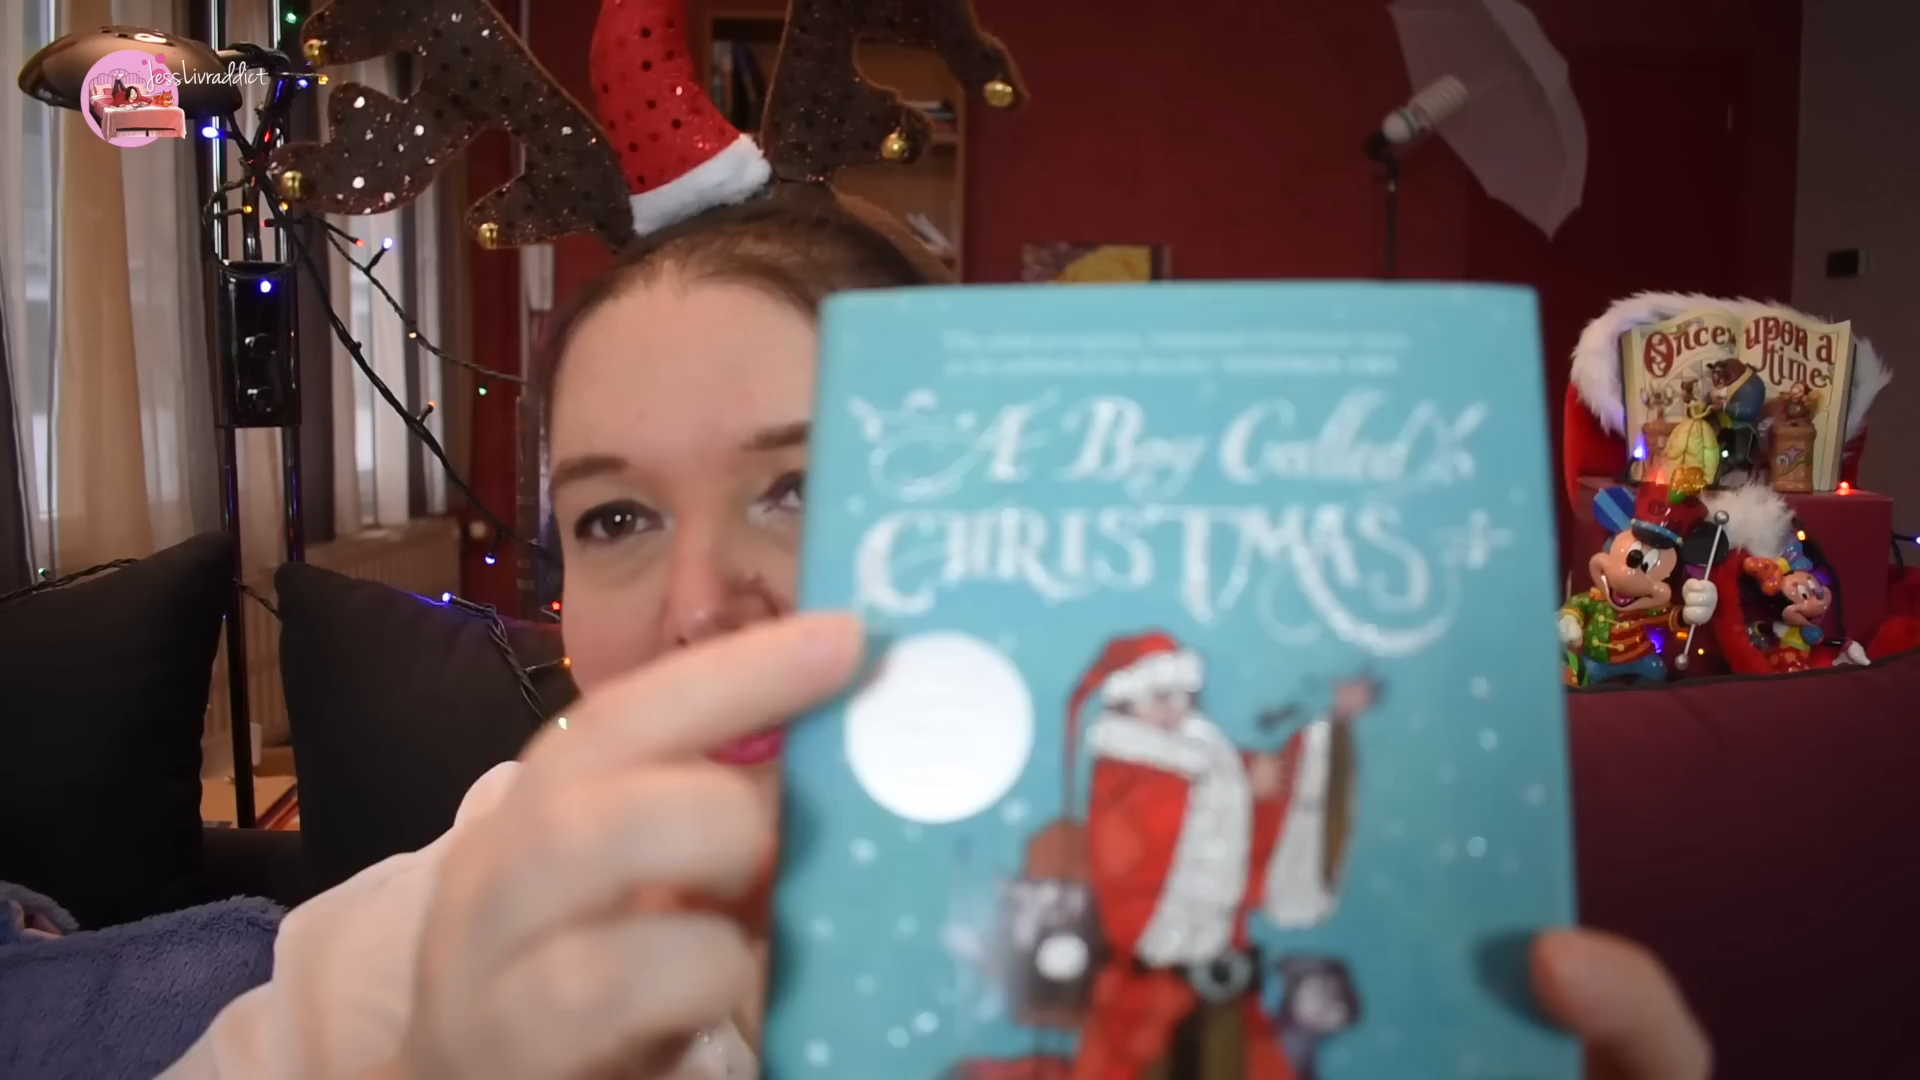 JessLivraddict
Once upon a
time
A Boy Called
CHRISTMAS